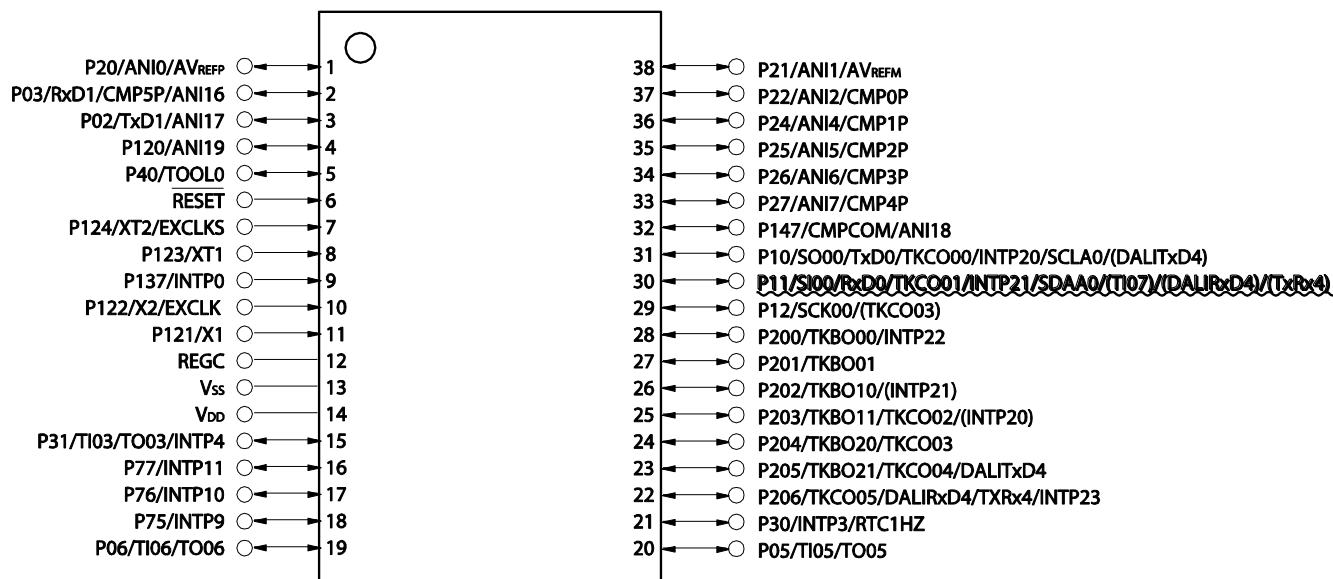 P20/ANI0/AVREFP 1 38 P21/ANI1/AVREFM
P03/RxD1/CMP5P/ANI16 2 37 P22/ANI2/CMP0P
P02/TxD1/ANI17 3 36 P24/ANI4/CMP1P
P120/ANI19 4 35 P25/ANI5/CMP2P
P40/TOOL0 5 34 P26/ANI6/CMP3P
RESET 6 33 P27/ANI7/CMP4P
P124/XT2/EXCLKS 7 32 P147/CMPCOM/ANI18
P123/XT1 8 31 P10/SO00/TxD0/TKCO00/INTP20/SCLA0/(DALITxD4)
P137/INTP0 9 30 P11/SI00/RxD0/TKCO01/INTP21/SDAA0/(TI07)/(DALIRxD4)/(TxRx4)
P122/X2/EXCLK 10 29 P12/SCK00/(TKCO03)
P121/X1 11 28 P200/TKBO00/INTP22
REGC 12 27 P201/TKBO01
VSS 13 26 P202/TKBO10/(INTP21)
VDD 14 25 P203/TKBO11/TKCO02/(INTP20)
P31/TI03/TO03/INTP4 15 24 P204/TKBO20/TKCO03
P77/INTP11 16 23 P205/TKBO21/TKCO04/DALITxD4
P76/INTP10 17 22 P206/TKCO05/DALIRxD4/TXRx4/INTP23
P75/INTP9 18 21 P30/INTP3/RTC1HZ
P06/TI06/TO06 19 20 P05/TI05/TO05